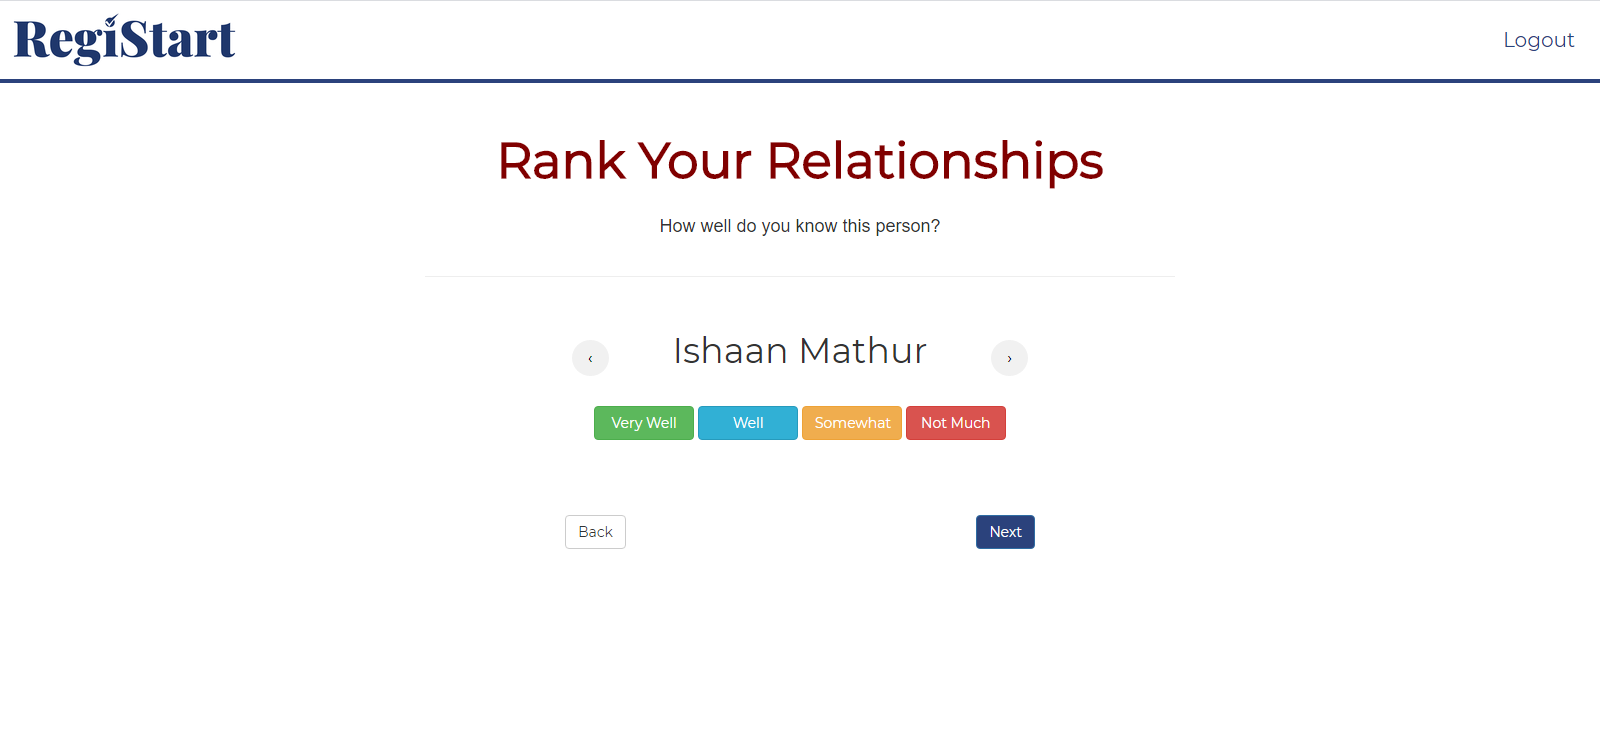 RegiStart
Logout
Rank Your Relationships
How well do you know this person?
‹ Ishaan Mathur ›
Very Well Well Somewhat Not Much
Back Next